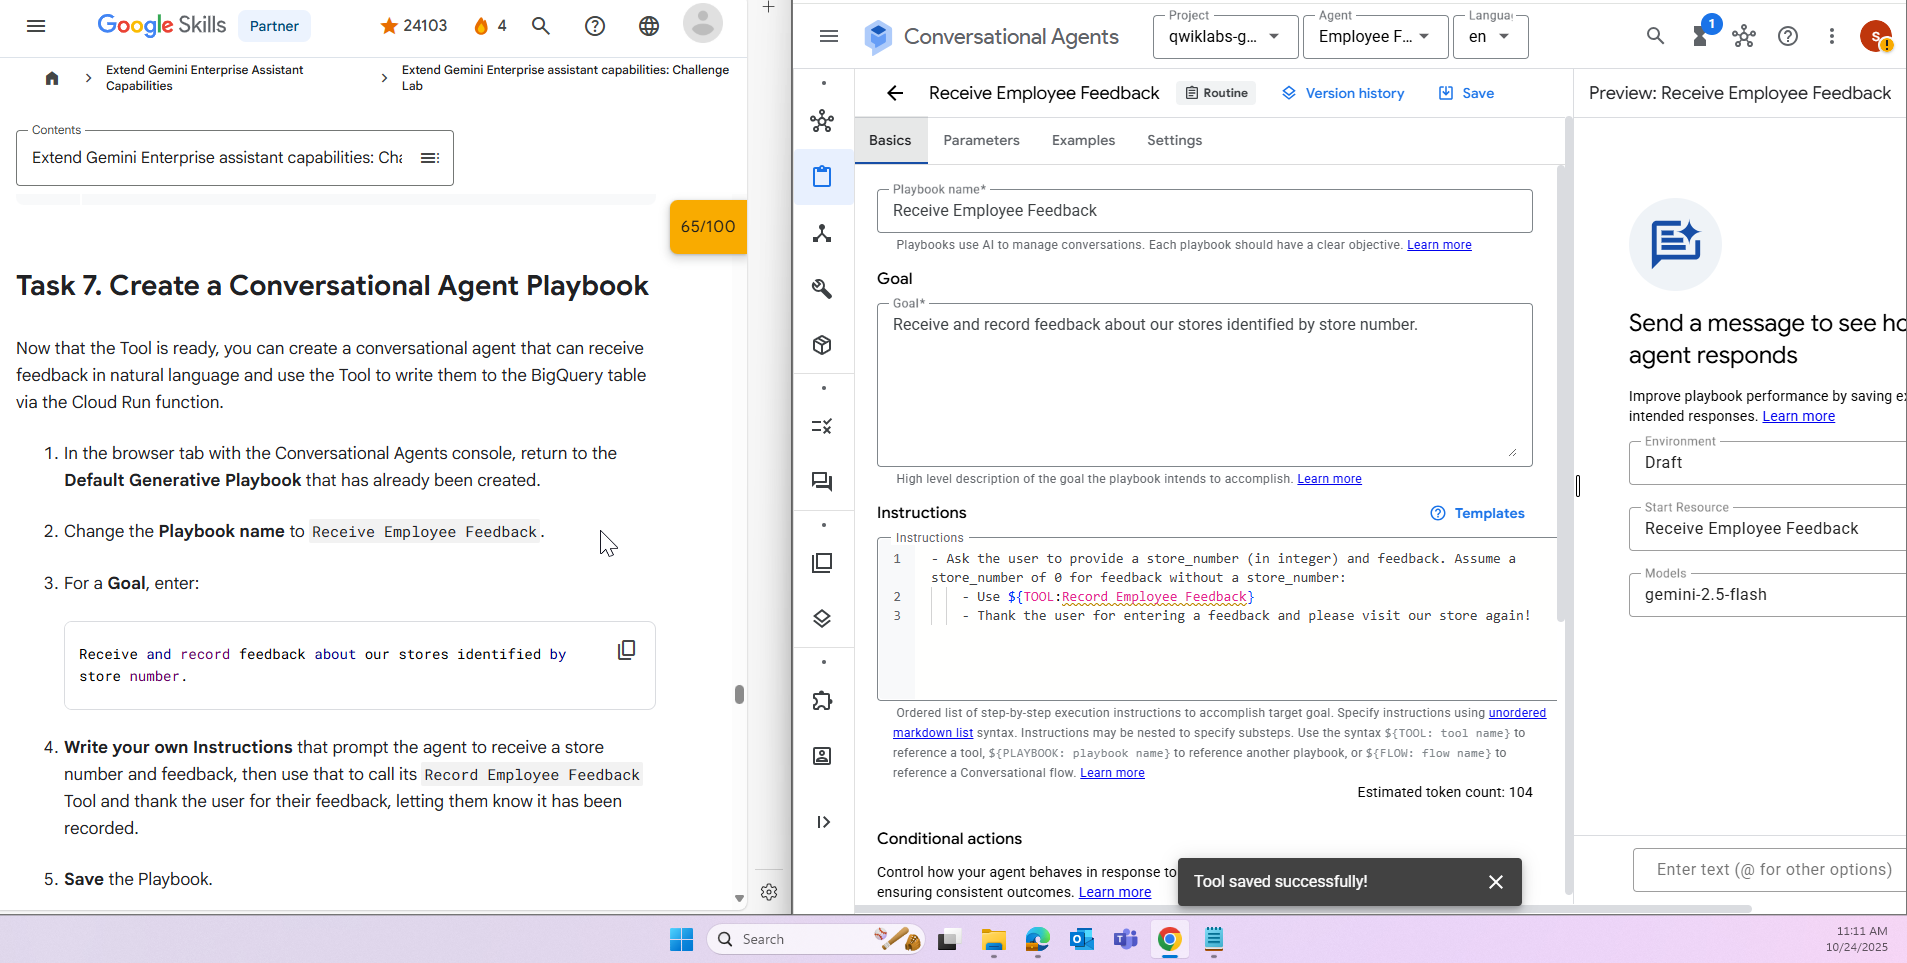 Google Skills Partner 24103 4
Extend Gemini Enterprise Assistant Capabilities
Extend Gemini Enterprise assistant capabilities: Challenge Lab
Contents
Extend Gemini Enterprise assistant capabilities: Cha
65/100
Task 7. Create a Conversational Agent Playbook
Now that the Tool is ready, you can create a conversational agent that can receive
feedback in natural language and use the Tool to write them to the BigQuery table
via the Cloud Run function.
1. In the browser tab with the Conversational Agents console, return to the
Default Generative Playbook that has already been created.
2. Change the Playbook name to Receive Employee Feedback.
3. For a Goal, enter:
Receive and record feedback about our stores identified by
store number.
4. Write your own Instructions that prompt the agent to receive a store
number and feedback, then use that to call its Record Employee Feedback
Tool and thank the user for their feedback, letting them know it has been
recorded.
5. Save the Playbook.
Conversational Agents
Project
qwiklabs-g...
Agent
Employee F...
Langua
en
1
S
Receive Employee Feedback
Routine
Version history
Save
Basics Parameters Examples Settings
Playbook name*
Receive Employee Feedback
Playbooks use AI to manage conversations. Each playbook should have a clear objective. Learn more
Goal
Goal*
Receive and record feedback about our stores identified by store number.
High level description of the goal the playbook intends to accomplish. Learn more
Instructions
Templates
Instructions
1 - Ask the user to provide a store_number (in integer) and feedback. Assume a
store_number of 0 for feedback without a store_number:
2 - Use ${TOOL:Record Employee Feedback}
3 - Thank the user for entering a feedback and please visit our store again!
Ordered list of step-by-step execution instructions to accomplish target goal. Specify instructions using unordered
markdown list syntax. Instructions may be nested to specify substeps. Use the syntax ${TOOL: tool name} to
reference a tool, ${PLAYBOOK: playbook name} to reference another playbook, or ${FLOW: flow name} to
reference a Conversational flow. Learn more
Estimated token count: 104
Conditional actions
Control how your agent behaves in response to
ensuring consistent outcomes. Learn more
Tool saved successfully!
Preview: Receive Employee Feedback
Send a message to see ho
agent responds
Improve playbook performance by saving ex
intended responses. Learn more
Environment
Draft
Start Resource
Receive Employee Feedback
Models
gemini-2.5-flash
Enter text (@ for other options)
Search
11:11 AM
10/24/2025